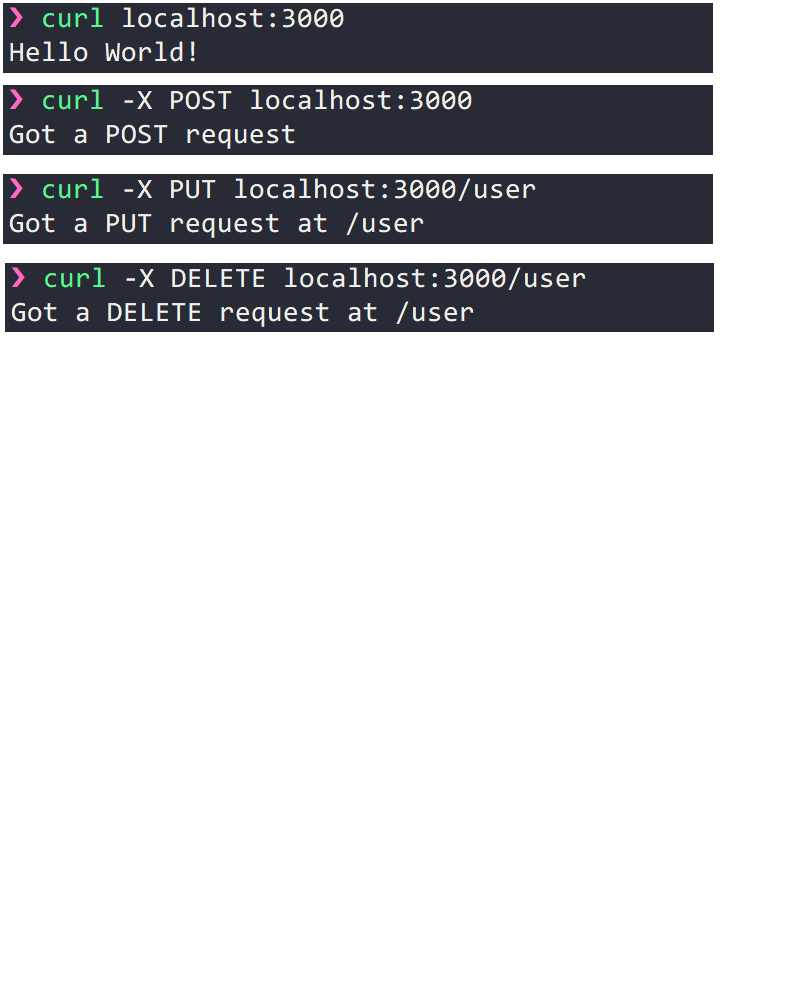 ❯ curl localhost:3000
Hello World!
❯ curl -X POST localhost:3000
Got a POST request
❯ curl -X PUT localhost:3000/user
Got a PUT request at /user
❯ curl -X DELETE localhost:3000/user
Got a DELETE request at /user